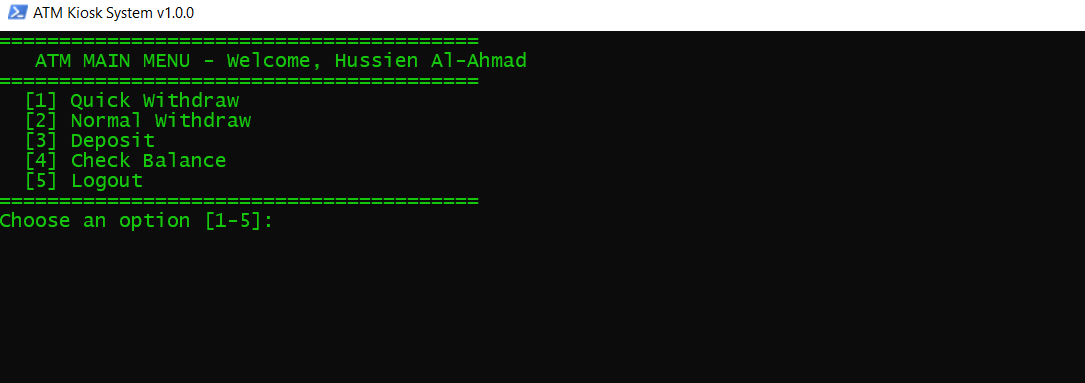 ATM Kiosk System v1.0.0
========================================
ATM MAIN MENU - Welcome, Hussien Al-Ahmad
========================================
[1] Quick Withdraw
[2] Normal Withdraw
[3] Deposit
[4] Check Balance
[5] Logout
========================================
Choose an option [1-5]: